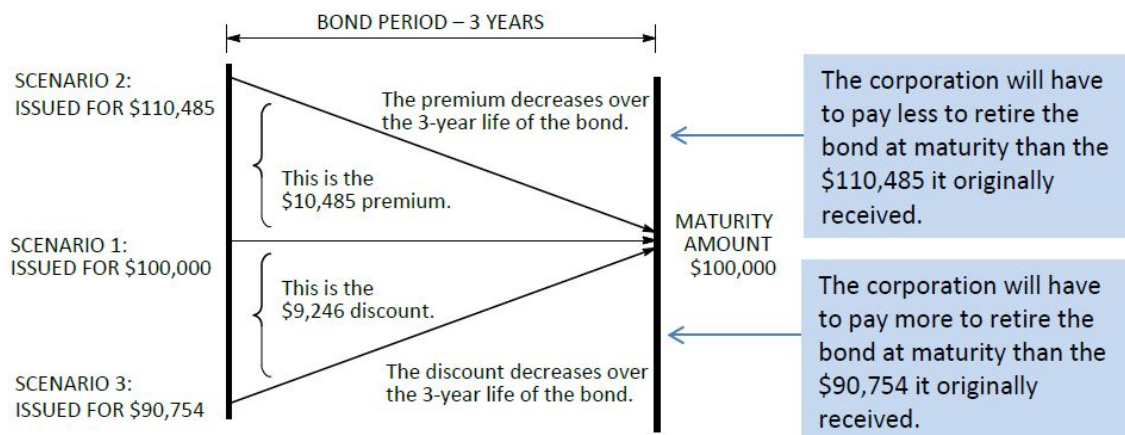 BOND PERIOD – 3 YEARS
SCENARIO 2:
ISSUED FOR $110,485
The premium decreases over
the 3-year life of the bond.
This is the
$10,485 premium.
SCENARIO 1:
ISSUED FOR $100,000
MATURITY
AMOUNT
$100,000
This is the
$9,246 discount.
The discount decreases over
the 3-year life of the bond.
SCENARIO 3:
ISSUED FOR $90,754
The corporation will have
to pay less to retire the
bond at maturity than the
$110,485 it originally
received.
The corporation will have
to pay more to retire the
bond at maturity than the
$90,754 it originally
received.